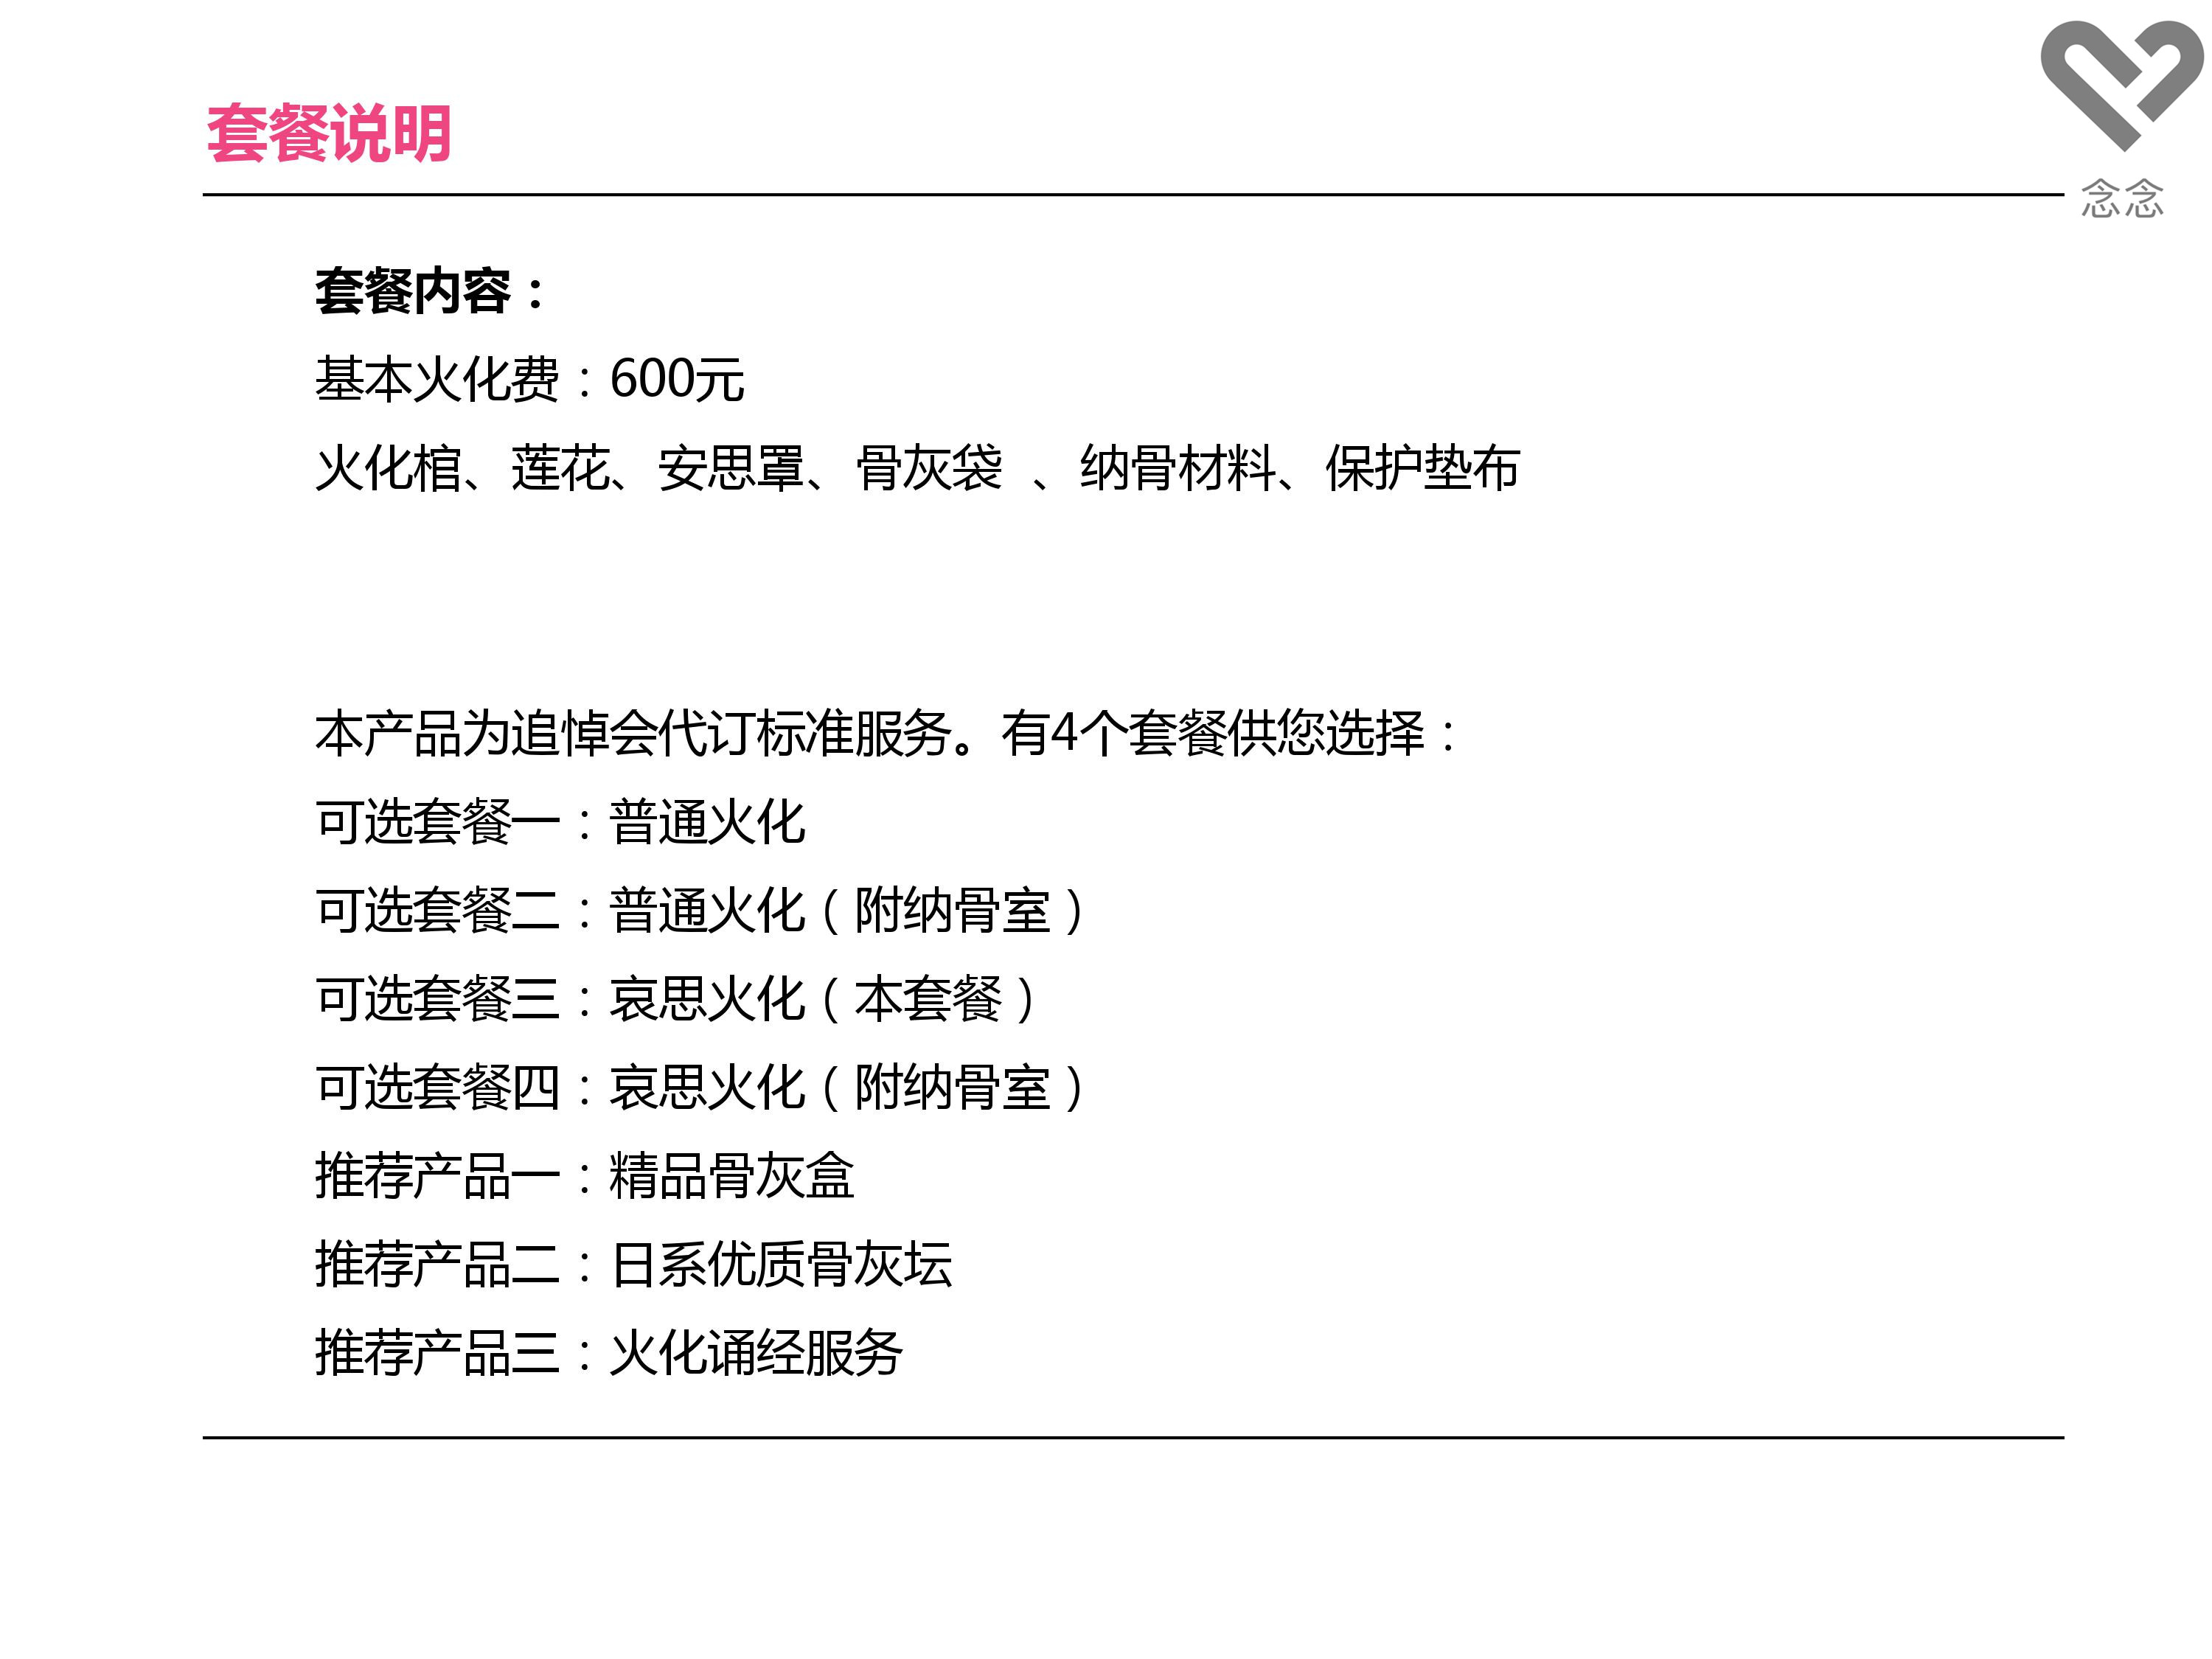 套餐说明
念念
套餐内容：
基本火化费：600元
火化棺、莲花、安思罩、骨灰袋 、纳骨材料、保护垫布
本产品为追悼会代订标准服务。有4个套餐供您选择：
可选套餐一：普通火化
可选套餐二：普通火化（附纳骨室）
可选套餐三：哀思火化（本套餐）
可选套餐四：哀思火化（附纳骨室）
推荐产品一：精品骨灰盒
推荐产品二：日系优质骨灰坛
推荐产品三：火化诵经服务